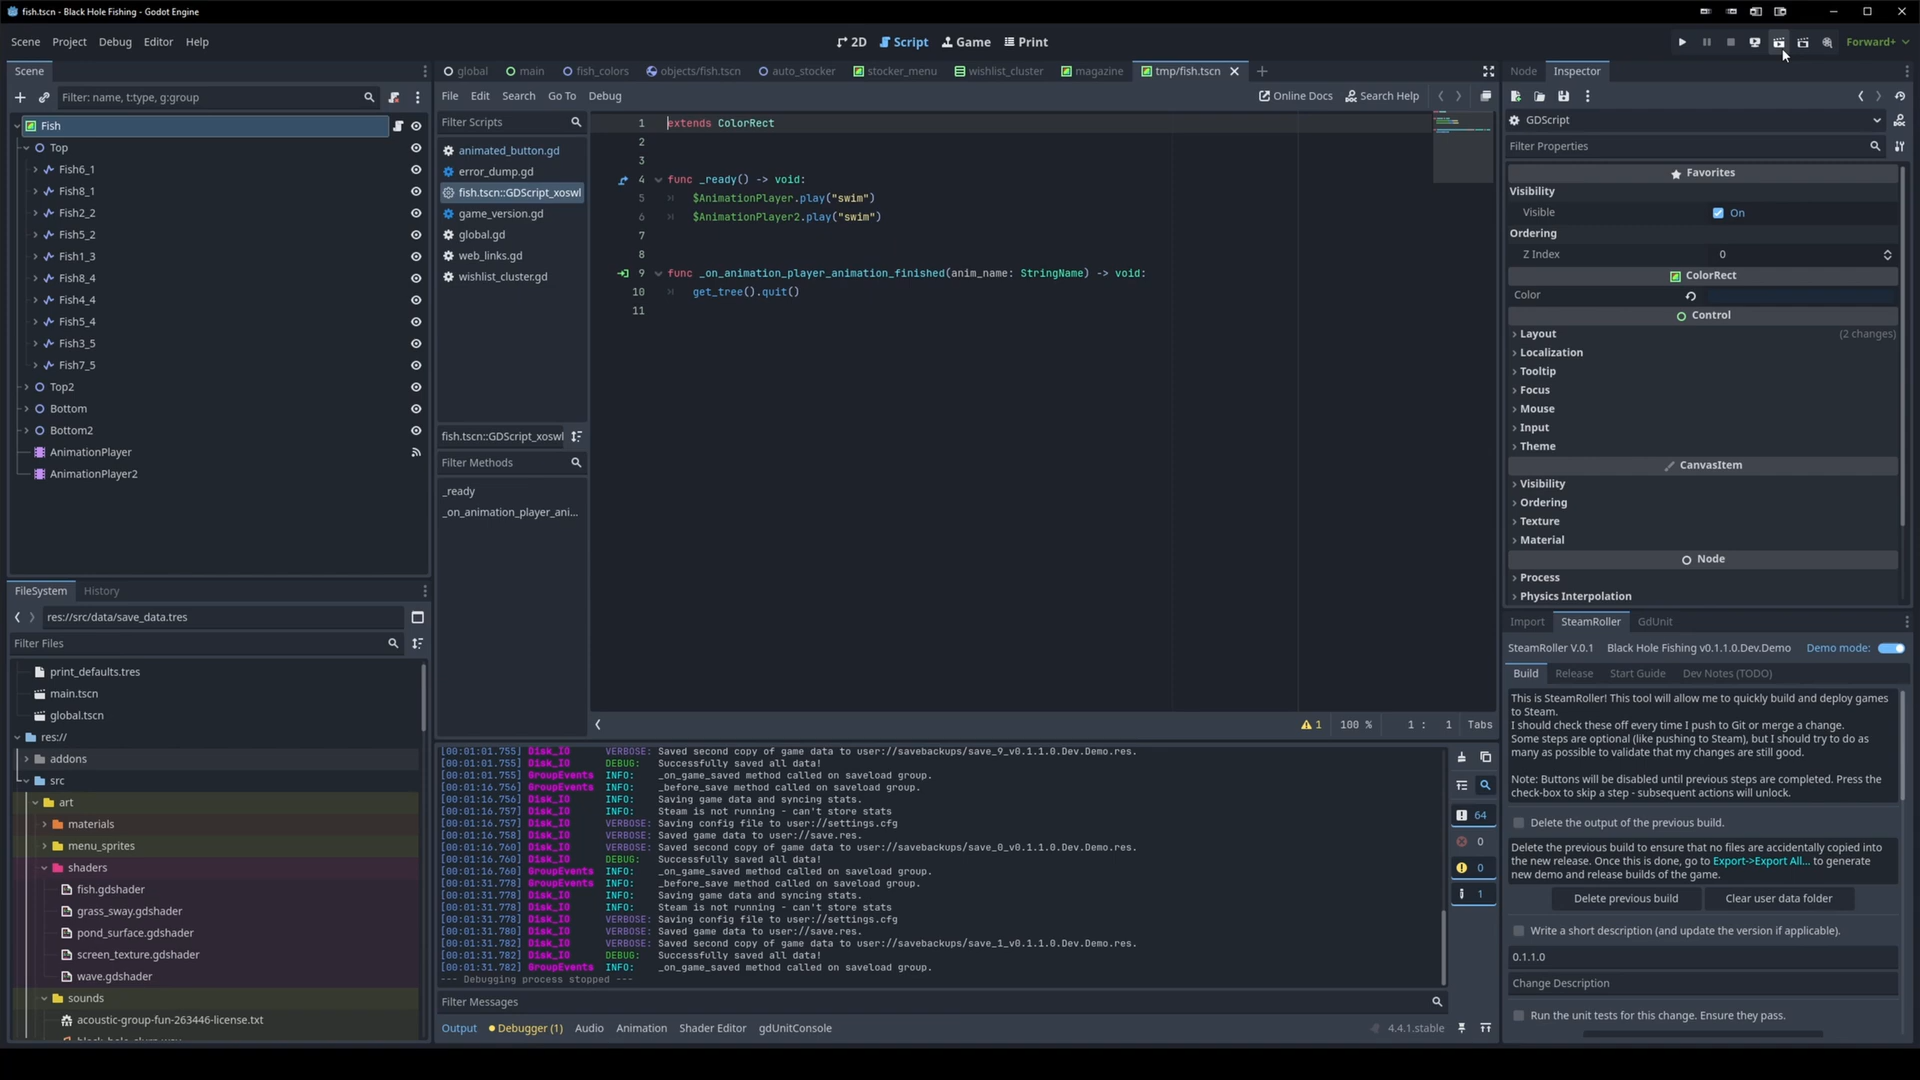 fish.tscn - Black Hole Fishing - Godot Engine
Scene Project Debug Editor Help
2D Script Game Print
Forward+
Scene
Filter: name, t:type, g:group
Fish
Top
Fish6_1
Fish8_1
Fish2_2
Fish5_2
Fish1_3
Fish8_4
Fish4_4
Fish5_4
Fish3_5
Fish7_5
Top2
Bottom
Bottom2
AnimationPlayer
AnimationPlayer2
FileSystem History
res://src/data/save_data.tres
Filter Files
print_defaults.tres
main.tscn
global.tscn
res://
addons
src
art
materials
menu_sprites
shaders
fish.gdshader
grass_sway.gdshader
pond_surface.gdshader
screen_texture.gdshader
wave.gdshader
sounds
acoustic-group-fun-263446-license.txt
global main fish_colors objects/fish.tscn auto_stocker stocker_menu wishlist_cluster magazine tmp/fish.tscn
File Edit Search Go To Debug
Online Docs Search Help
Filter Scripts
animated_button.gd
error_dump.gd
fish.tscn::GDScript_xoswl
game_version.gd
global.gd
web_links.gd
wishlist_cluster.gd
fish.tscn::GDScript_xoswl
Filter Methods
_ready
_on_animation_player_ani...
1 extends ColorRect
2
3
4 func _ready() -> void:
5 $AnimationPlayer.play("swim")
6 $AnimationPlayer2.play("swim")
7
8
9 func _on_animation_player_animation_finished(anim_name: StringName) -> void:
10 get_tree().quit()
11
1 100 % 1 : 1 Tabs
[00:01:01.755] Disk_IO VERBOSE: Saved second copy of game data to user://savebackups/save_9_v0.1.1.0.Dev.Demo.res.
[00:01:01.755] Disk_IO DEBUG: Successfully saved all data!
[00:01:01.755] GroupEvents INFO: _on_game_saved method called on saveload group.
[00:01:16.756] GroupEvents INFO: _before_save method called on saveload group.
[00:01:16.756] Disk_IO INFO: Saving game data and syncing stats.
[00:01:16.757] Disk_IO INFO: Steam is not running - can't store stats
[00:01:16.757] Disk_IO VERBOSE: Saving config file to user://settings.cfg
[00:01:16.758] Disk_IO VERBOSE: Saved game data to user://save.res.
[00:01:16.760] Disk_IO VERBOSE: Saved second copy of game data to user://savebackups/save_0_v0.1.1.0.Dev.Demo.res.
[00:01:16.760] Disk_IO DEBUG: Successfully saved all data!
[00:01:16.760] GroupEvents INFO: _on_game_saved method called on saveload group.
[00:01:31.778] GroupEvents INFO: _before_save method called on saveload group.
[00:01:31.778] Disk_IO INFO: Saving game data and syncing stats.
[00:01:31.778] Disk_IO INFO: Steam is not running - can't store stats
[00:01:31.778] Disk_IO VERBOSE: Saving config file to user://settings.cfg
[00:01:31.780] Disk_IO VERBOSE: Saved game data to user://save.res.
[00:01:31.782] Disk_IO VERBOSE: Saved second copy of game data to user://savebackups/save_1_v0.1.1.0.Dev.Demo.res.
[00:01:31.782] Disk_IO DEBUG: Successfully saved all data!
[00:01:31.782] GroupEvents INFO: _on_game_saved method called on saveload group.
--- Debugging process stopped ---
64
0
0
1
Filter Messages
Output Debugger (1) Audio Animation Shader Editor gdUnitConsole 4.4.1.stable
Node Inspector
GDScript
Filter Properties
Favorites
Visibility
Visible On
Ordering
Z Index 0
ColorRect
Color
Control
Layout (2 changes)
Localization
Tooltip
Focus
Mouse
Input
Theme
CanvasItem
Visibility
Ordering
Texture
Material
Node
Process
Physics Interpolation
Import SteamRoller GdUnit
SteamRoller V.0.1 Black Hole Fishing v0.1.1.0.Dev.Demo Demo mode:
Build Release Start Guide Dev Notes (TODO)
This is SteamRoller! This tool will allow me to quickly build and deploy games
to Steam.
I should check these off every time I push to Git or merge a change.
Some steps are optional (like pushing to Steam), but I should try to do as
many as possible to validate that my changes are still good.
Note: Buttons will be disabled until previous steps are completed. Press the
check-box to skip a step - subsequent actions will unlock.
Delete the output of the previous build.
Delete the previous build to ensure that no files are accidentally copied into
the new release. Once this is done, go to Export->Export All... to generate
new demo and release builds of the game.
Delete previous build Clear user data folder
Write a short description (and update the version if applicable).
0.1.1.0
Change Description
Run the unit tests for this change. Ensure they pass.